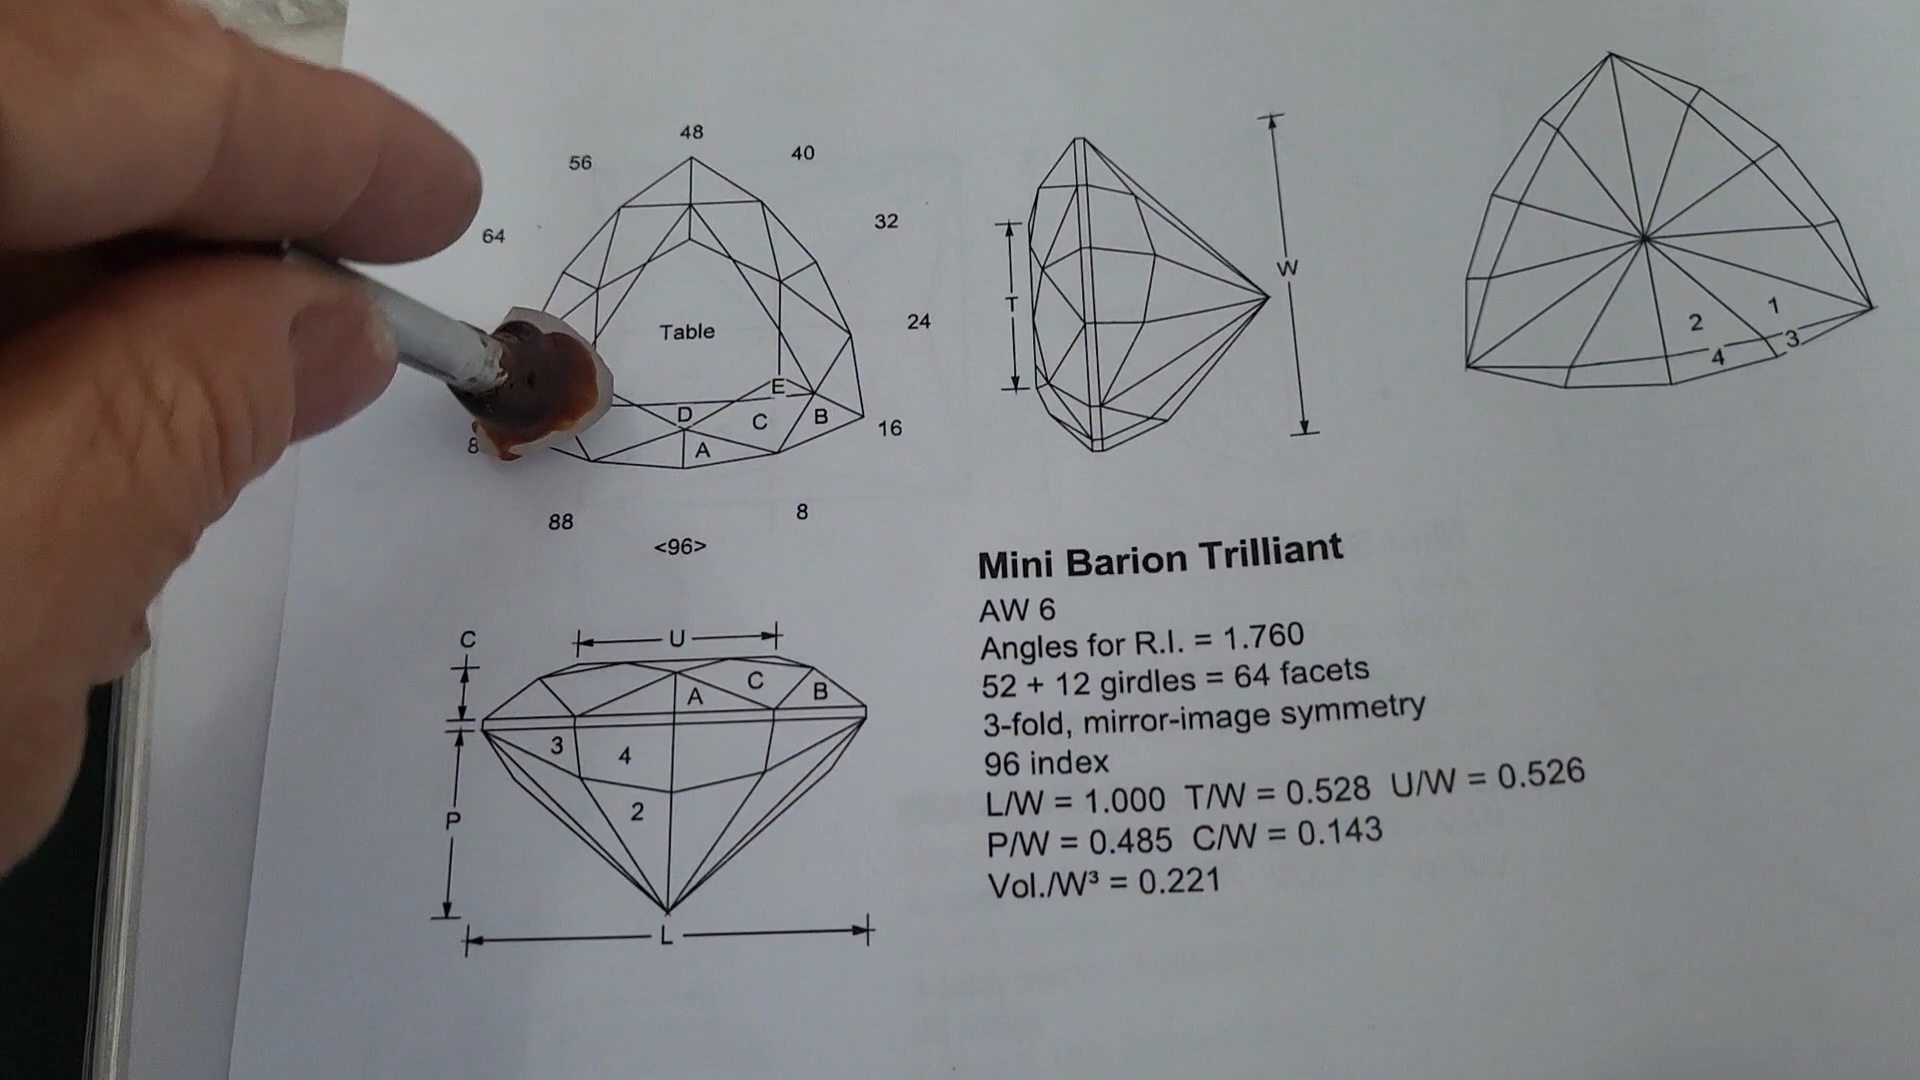 48
56
40
64
32
24
Table
E
D
C
B
A
16
8
88
8
<96>
T
W
1
2
3
4
C
U
A
C
B
3
4
2
P
L
Mini Barion Trilliant
AW 6
Angles for R.I. = 1.760
52 + 12 girdles = 64 facets
3-fold, mirror-image symmetry
96 index
L/W = 1.000 T/W = 0.528 U/W = 0.526
P/W = 0.485 C/W = 0.143
Vol./W³ = 0.221